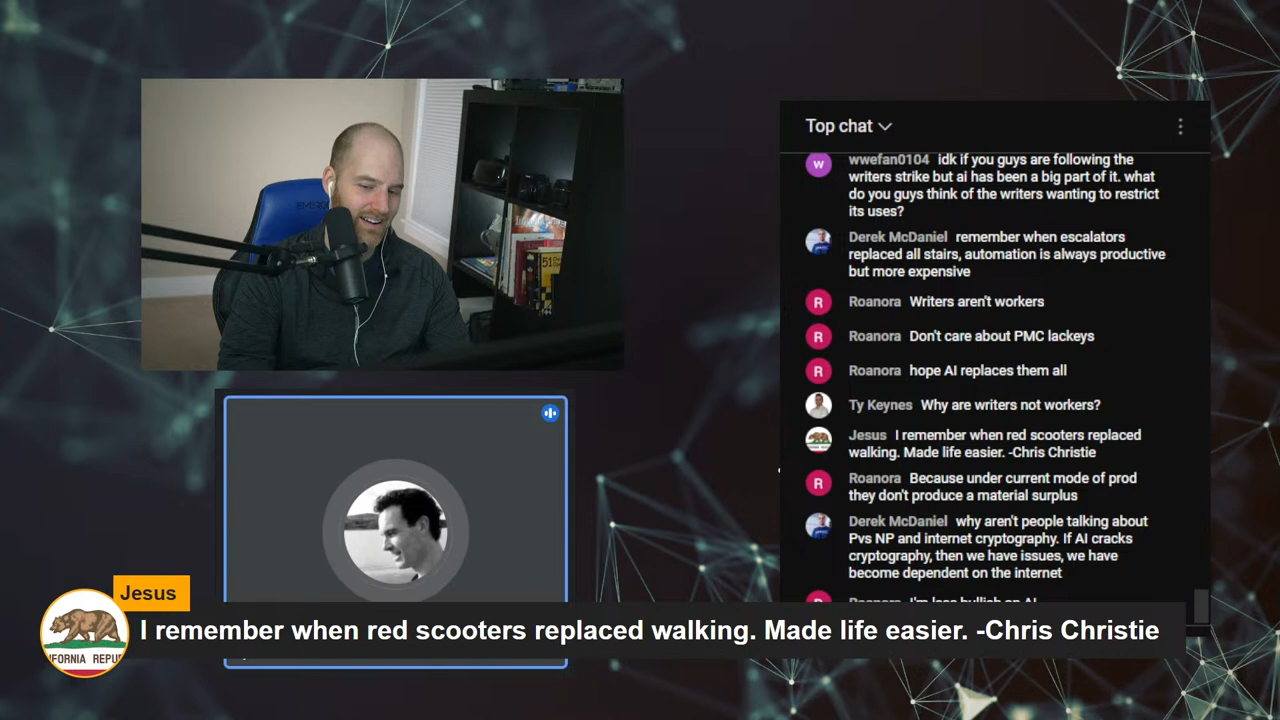 Top chat
W
wwefan0104 idk if you guys are following the
writers strike but ai has been a big part of it. what
do you guys think of the writers wanting to restrict
its uses?
Derek McDaniel remember when escalators
replaced all stairs, automation is always productive
but more expensive
R
Roanora Writers aren't workers
R
Roanora Don't care about PMC lackeys
R
Roanora hope AI replaces them all
Ty Keynes Why are writers not workers?
Jesus I remember when red scooters replaced
walking. Made life easier. -Chris Christie
R
Roanora Because under current mode of prod
they don't produce a material surplus
Derek McDaniel why aren't people talking about
Pvs NP and internet cryptography. If AI cracks
cryptography, then we have issues, we have
become dependent on the internet
51
Jesus
I remember when red scooters replaced walking. Made life easier. -Chris Christie